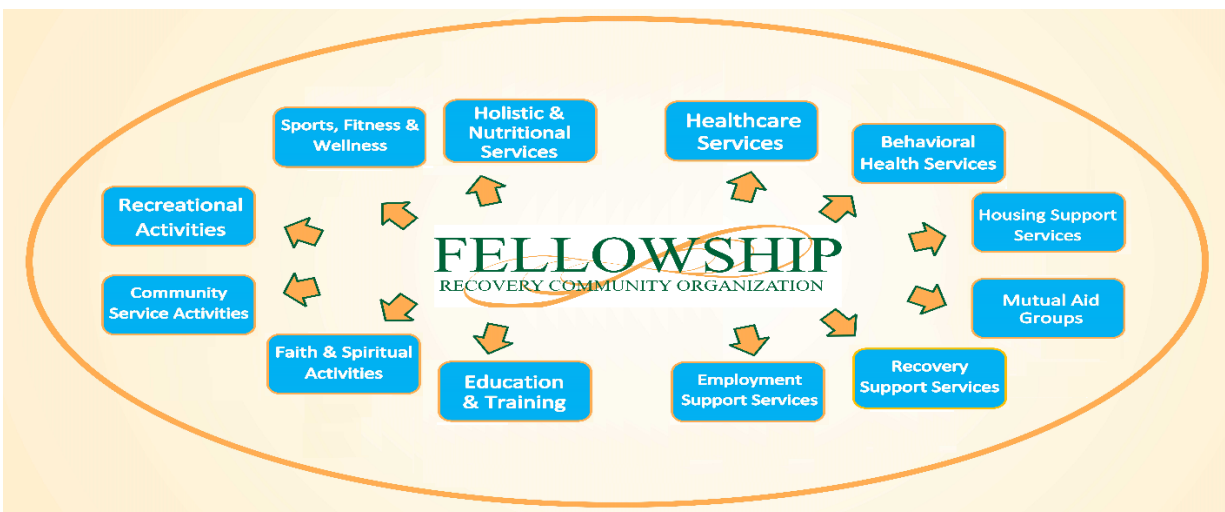 Holistic &
Nutritional
Services
Healthcare
Services
Sports, Fitness &
Wellness
Behavioral
Health Services
Recreational
Activities
Housing Support
Services
FELLOWSHIP
RECOVERY COMMUNITY ORGANIZATION
Community
Service Activities
Mutual Aid
Groups
Faith & Spiritual
Activities
Recovery
Support Services
Education
& Training
Employment
Support Services